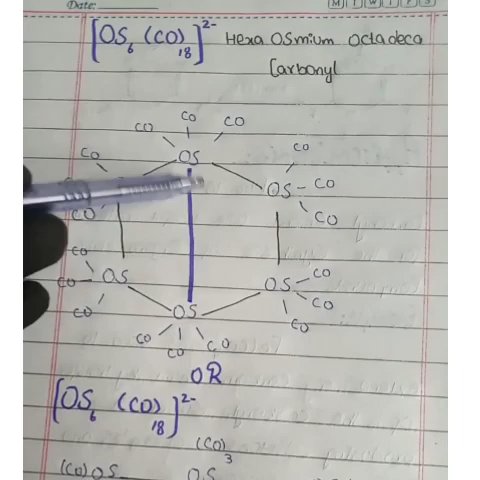 Date:
M T W T F S
[OS6 (CO)18]2- Hexa Osmium octadeca
Carbonyl
CO CO CO
CO OS CO
OS - CO
CO CO
CO
CO - OS OS CO
CO OS CO
CO CO CO CO
OR
[OS6 (CO)18]2-
(CO)3
(CO) OS OS